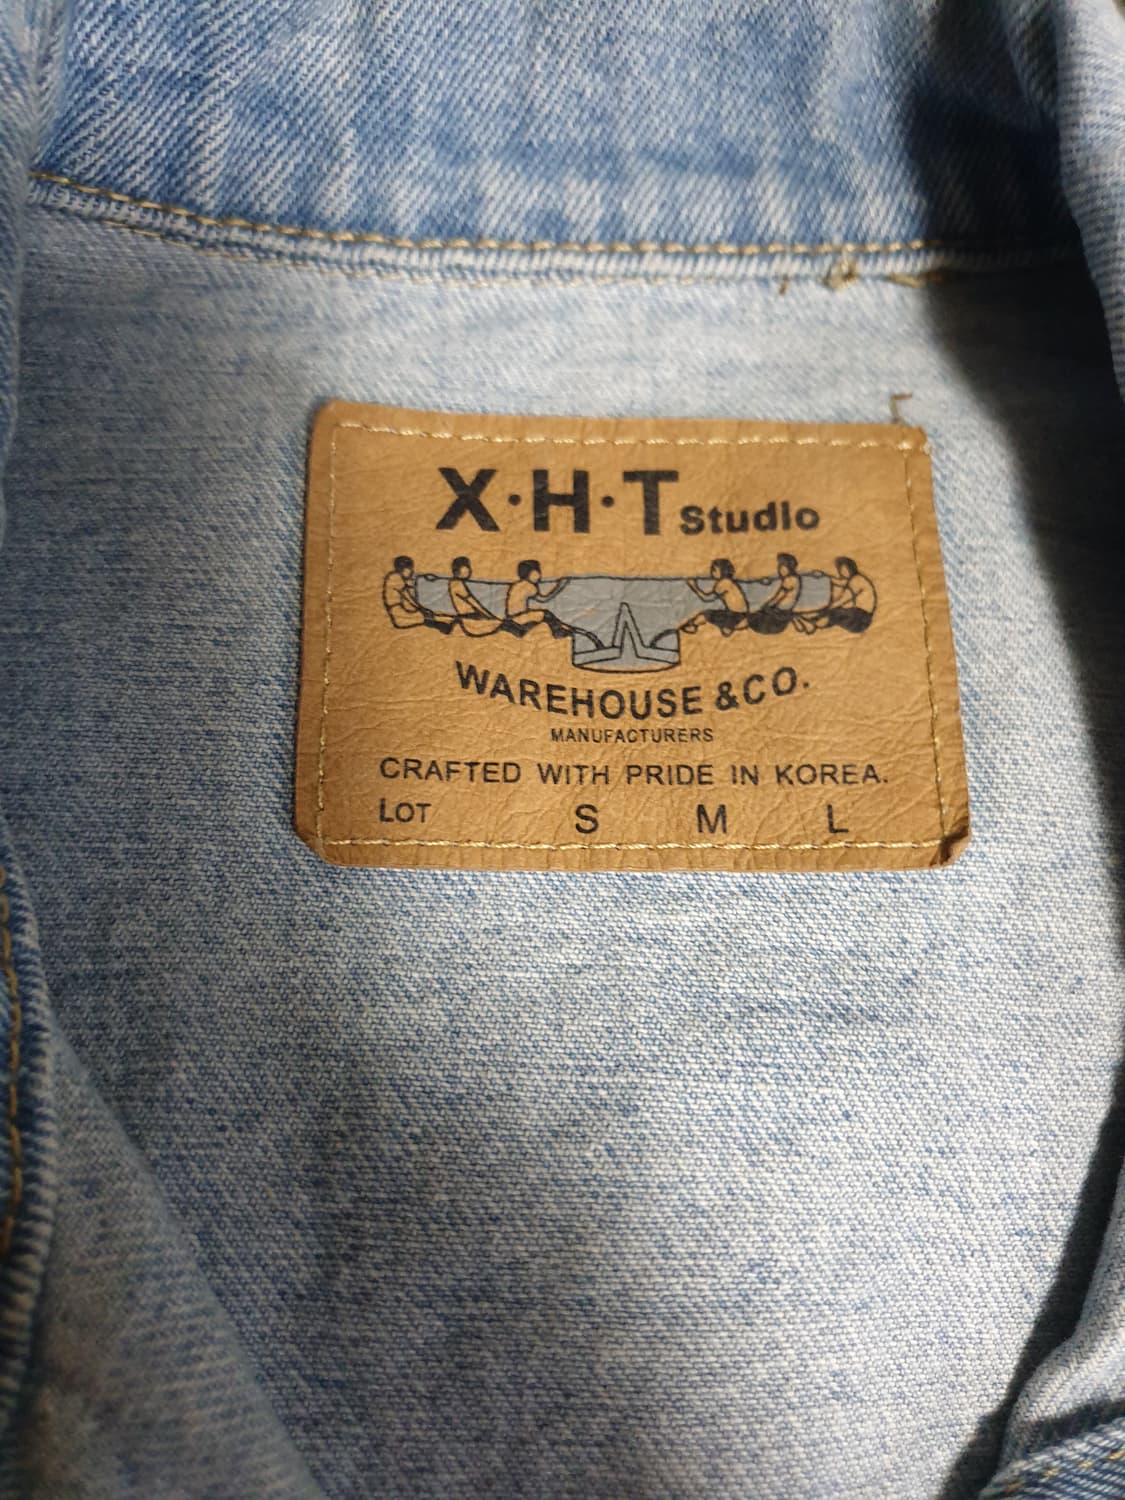 X·H·T Studio
WAREHOUSE & CO.
MANUFACTURERS
CRAFTED WITH PRIDE IN KOREA.
LOT S M L